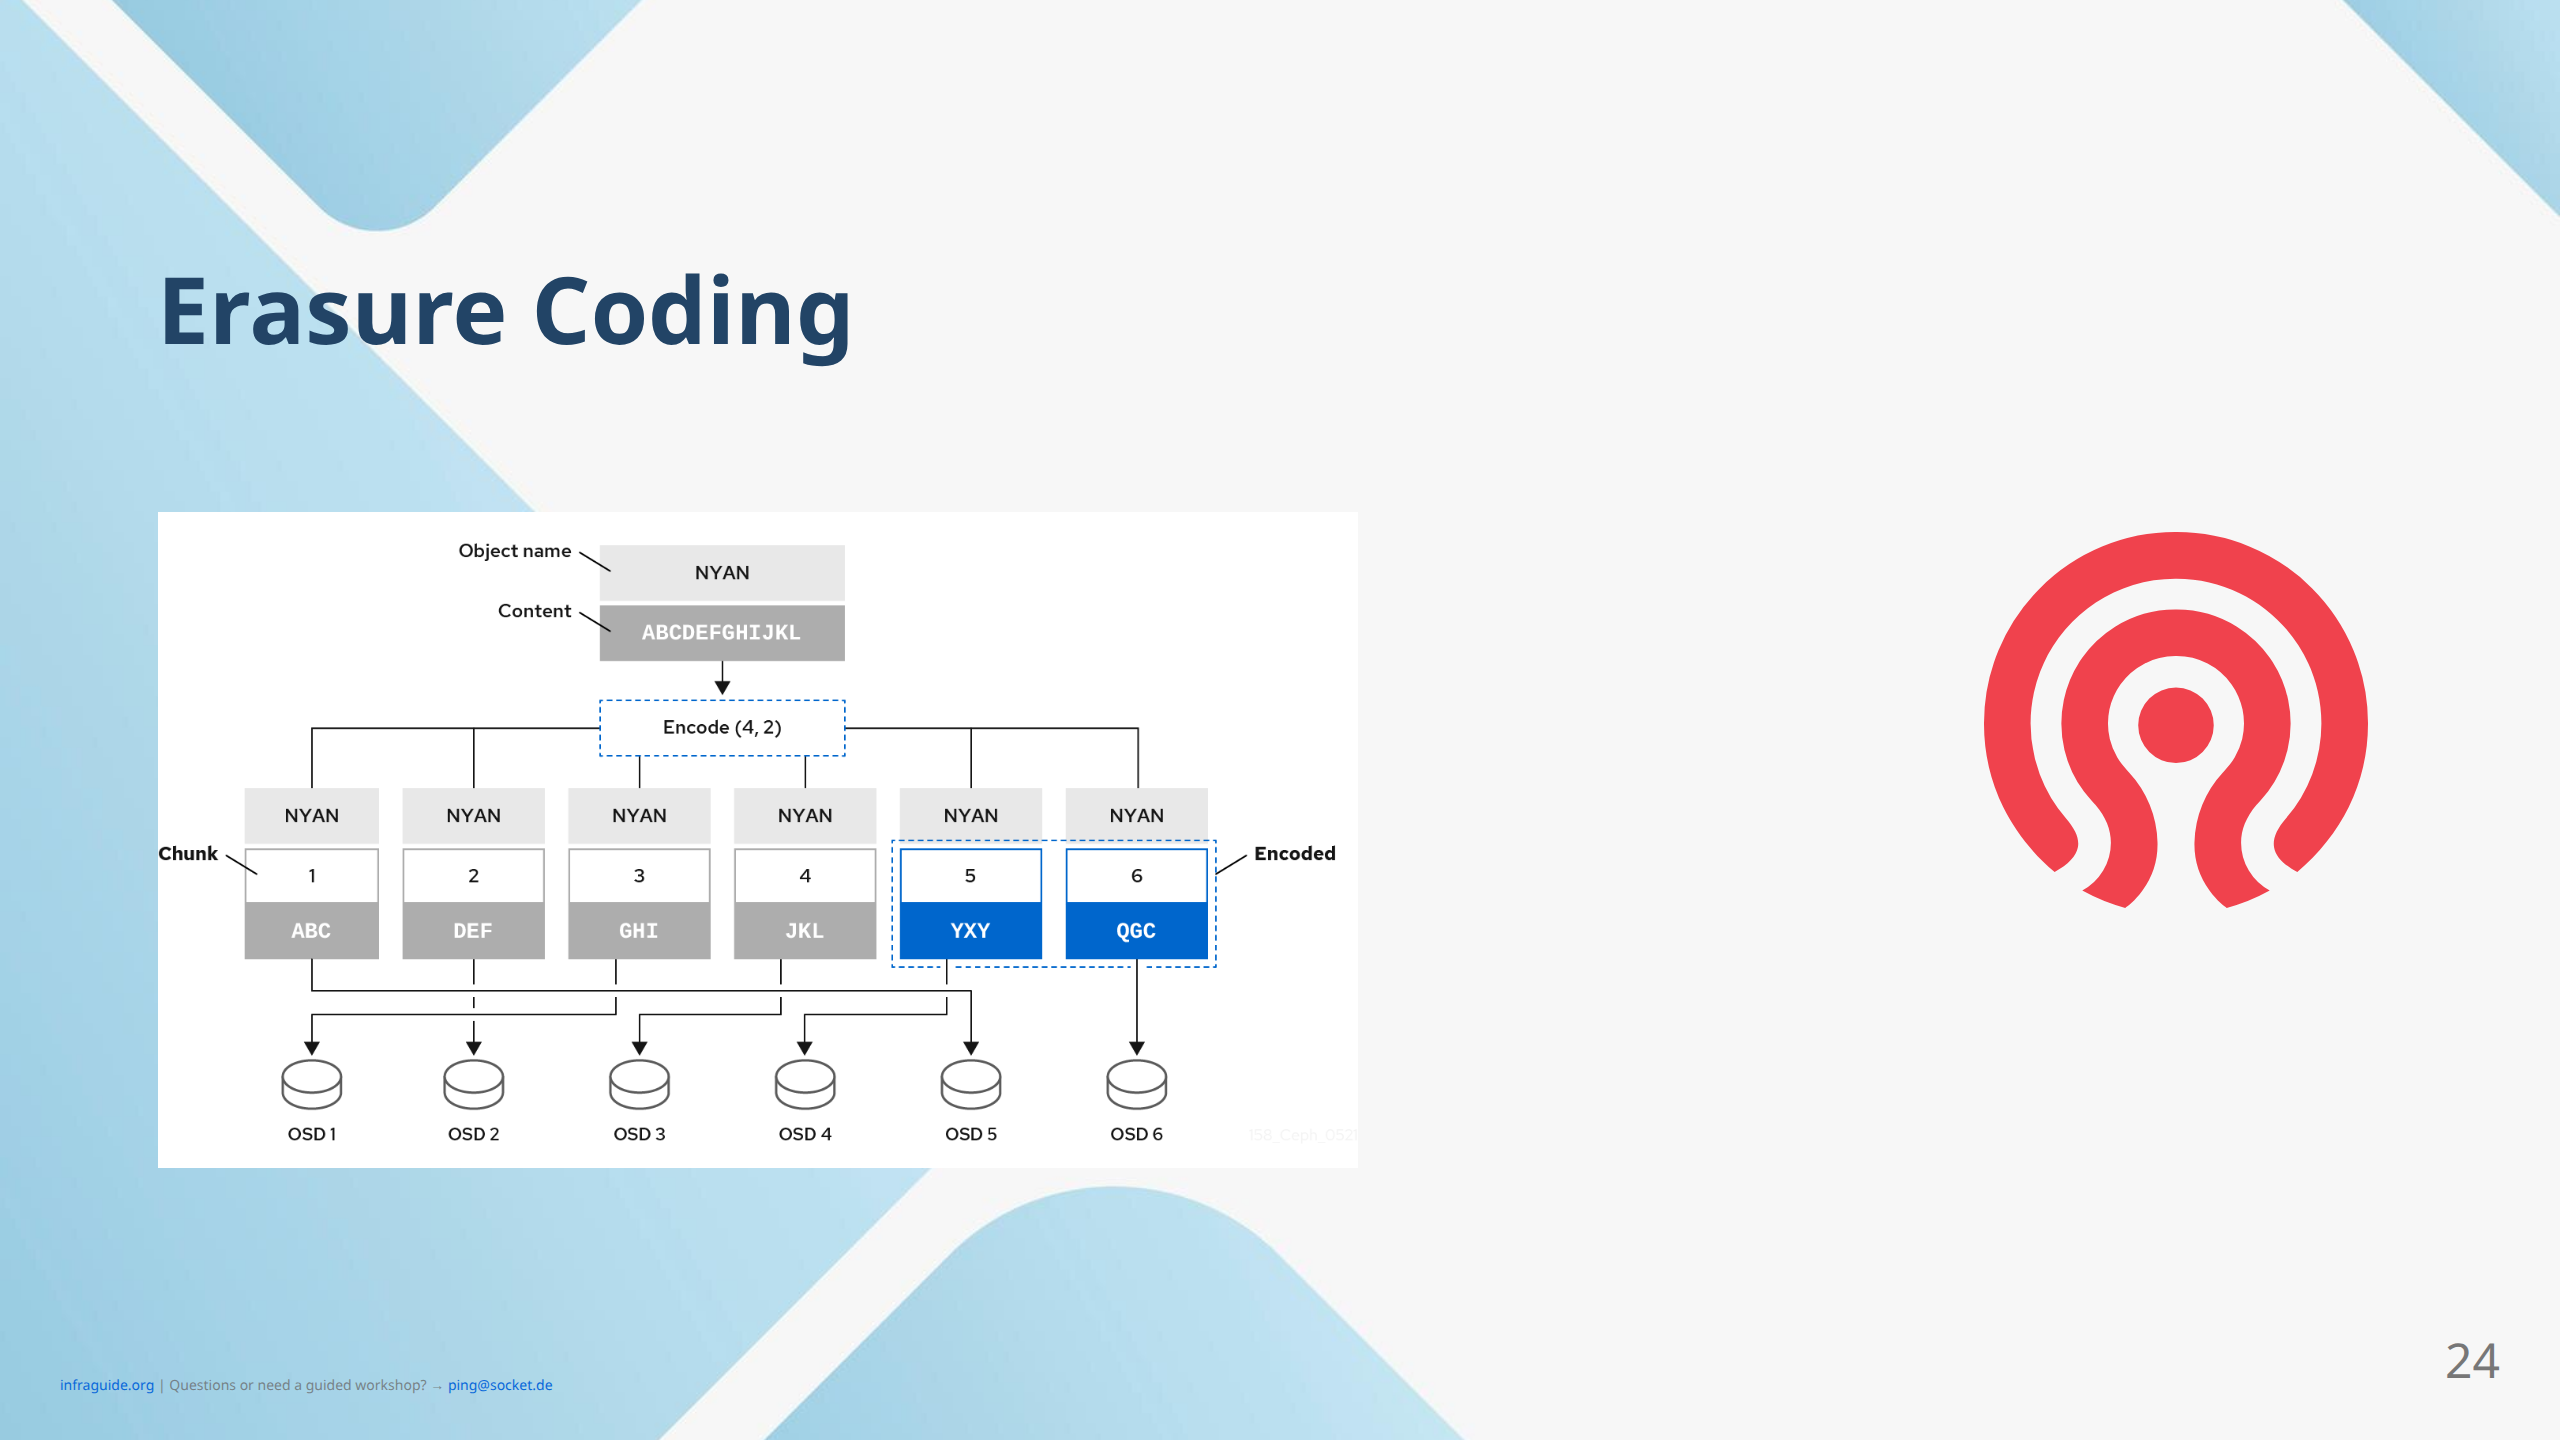 Erasure Coding
Object name
NYAN
Content
ABCDEFGHIJKL
Encode (4, 2)
NYAN NYAN NYAN NYAN NYAN NYAN
Chunk
Encoded
1 2 3 4 5 6
ABC DEF GHI JKL YXY QGC
OSD 1 OSD 2 OSD 3 OSD 4 OSD 5 OSD 6
158_Ceph_0521
infraguide.org | Questions or need a guided workshop? → ping@socket.de
24